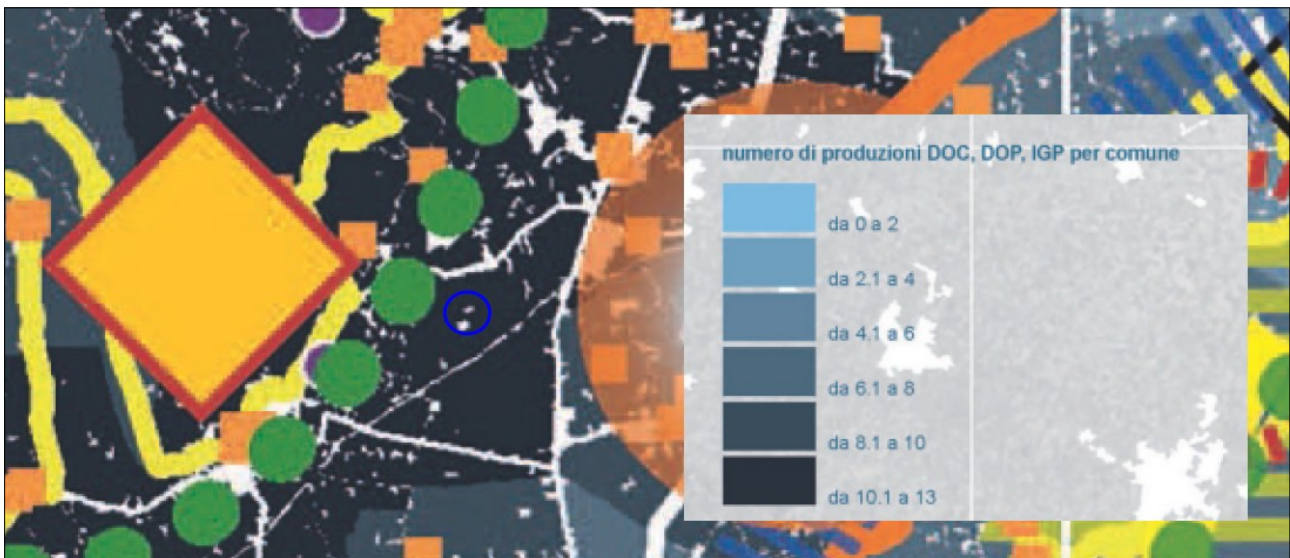 numero di produzioni DOC, DOP, IGP per comune
da 0 a 2
da 2.1 a 4
da 4.1 a 6
da 6.1 a 8
da 8.1 a 10
da 10.1 a 13